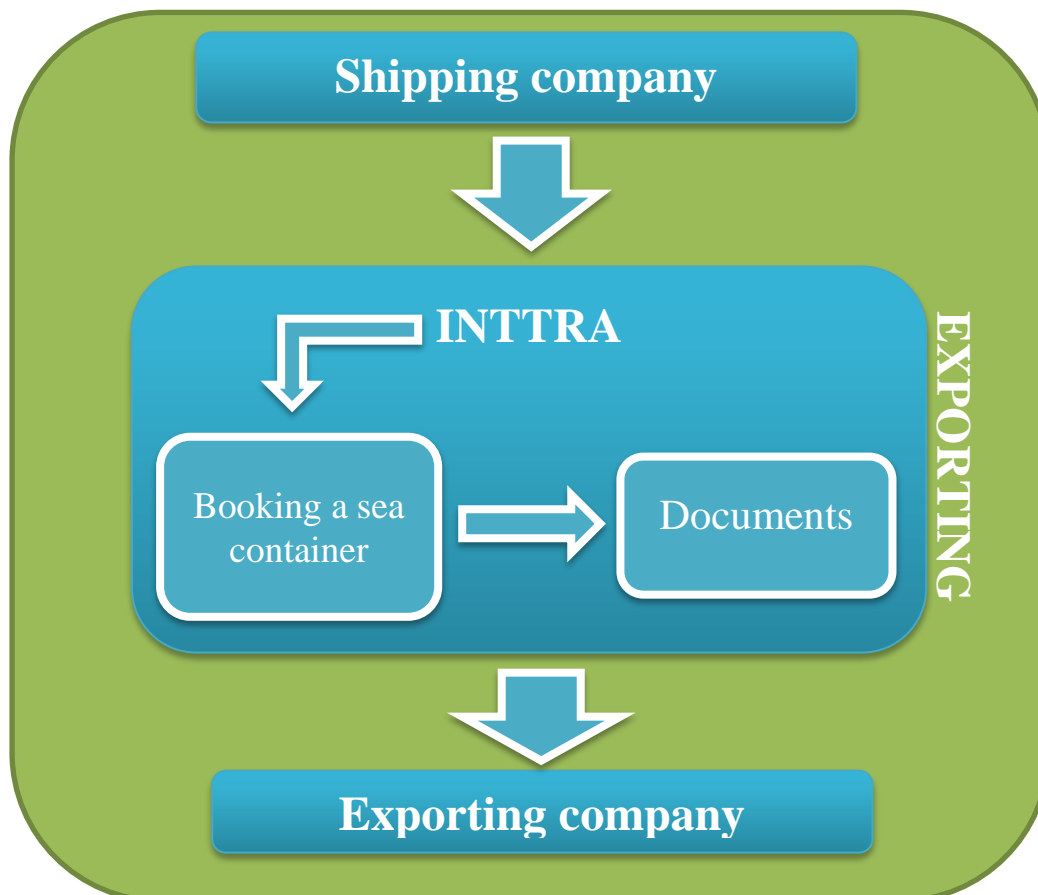 Shipping company
INTTRA
EXPORTING
Booking a sea
container
Documents
Exporting company